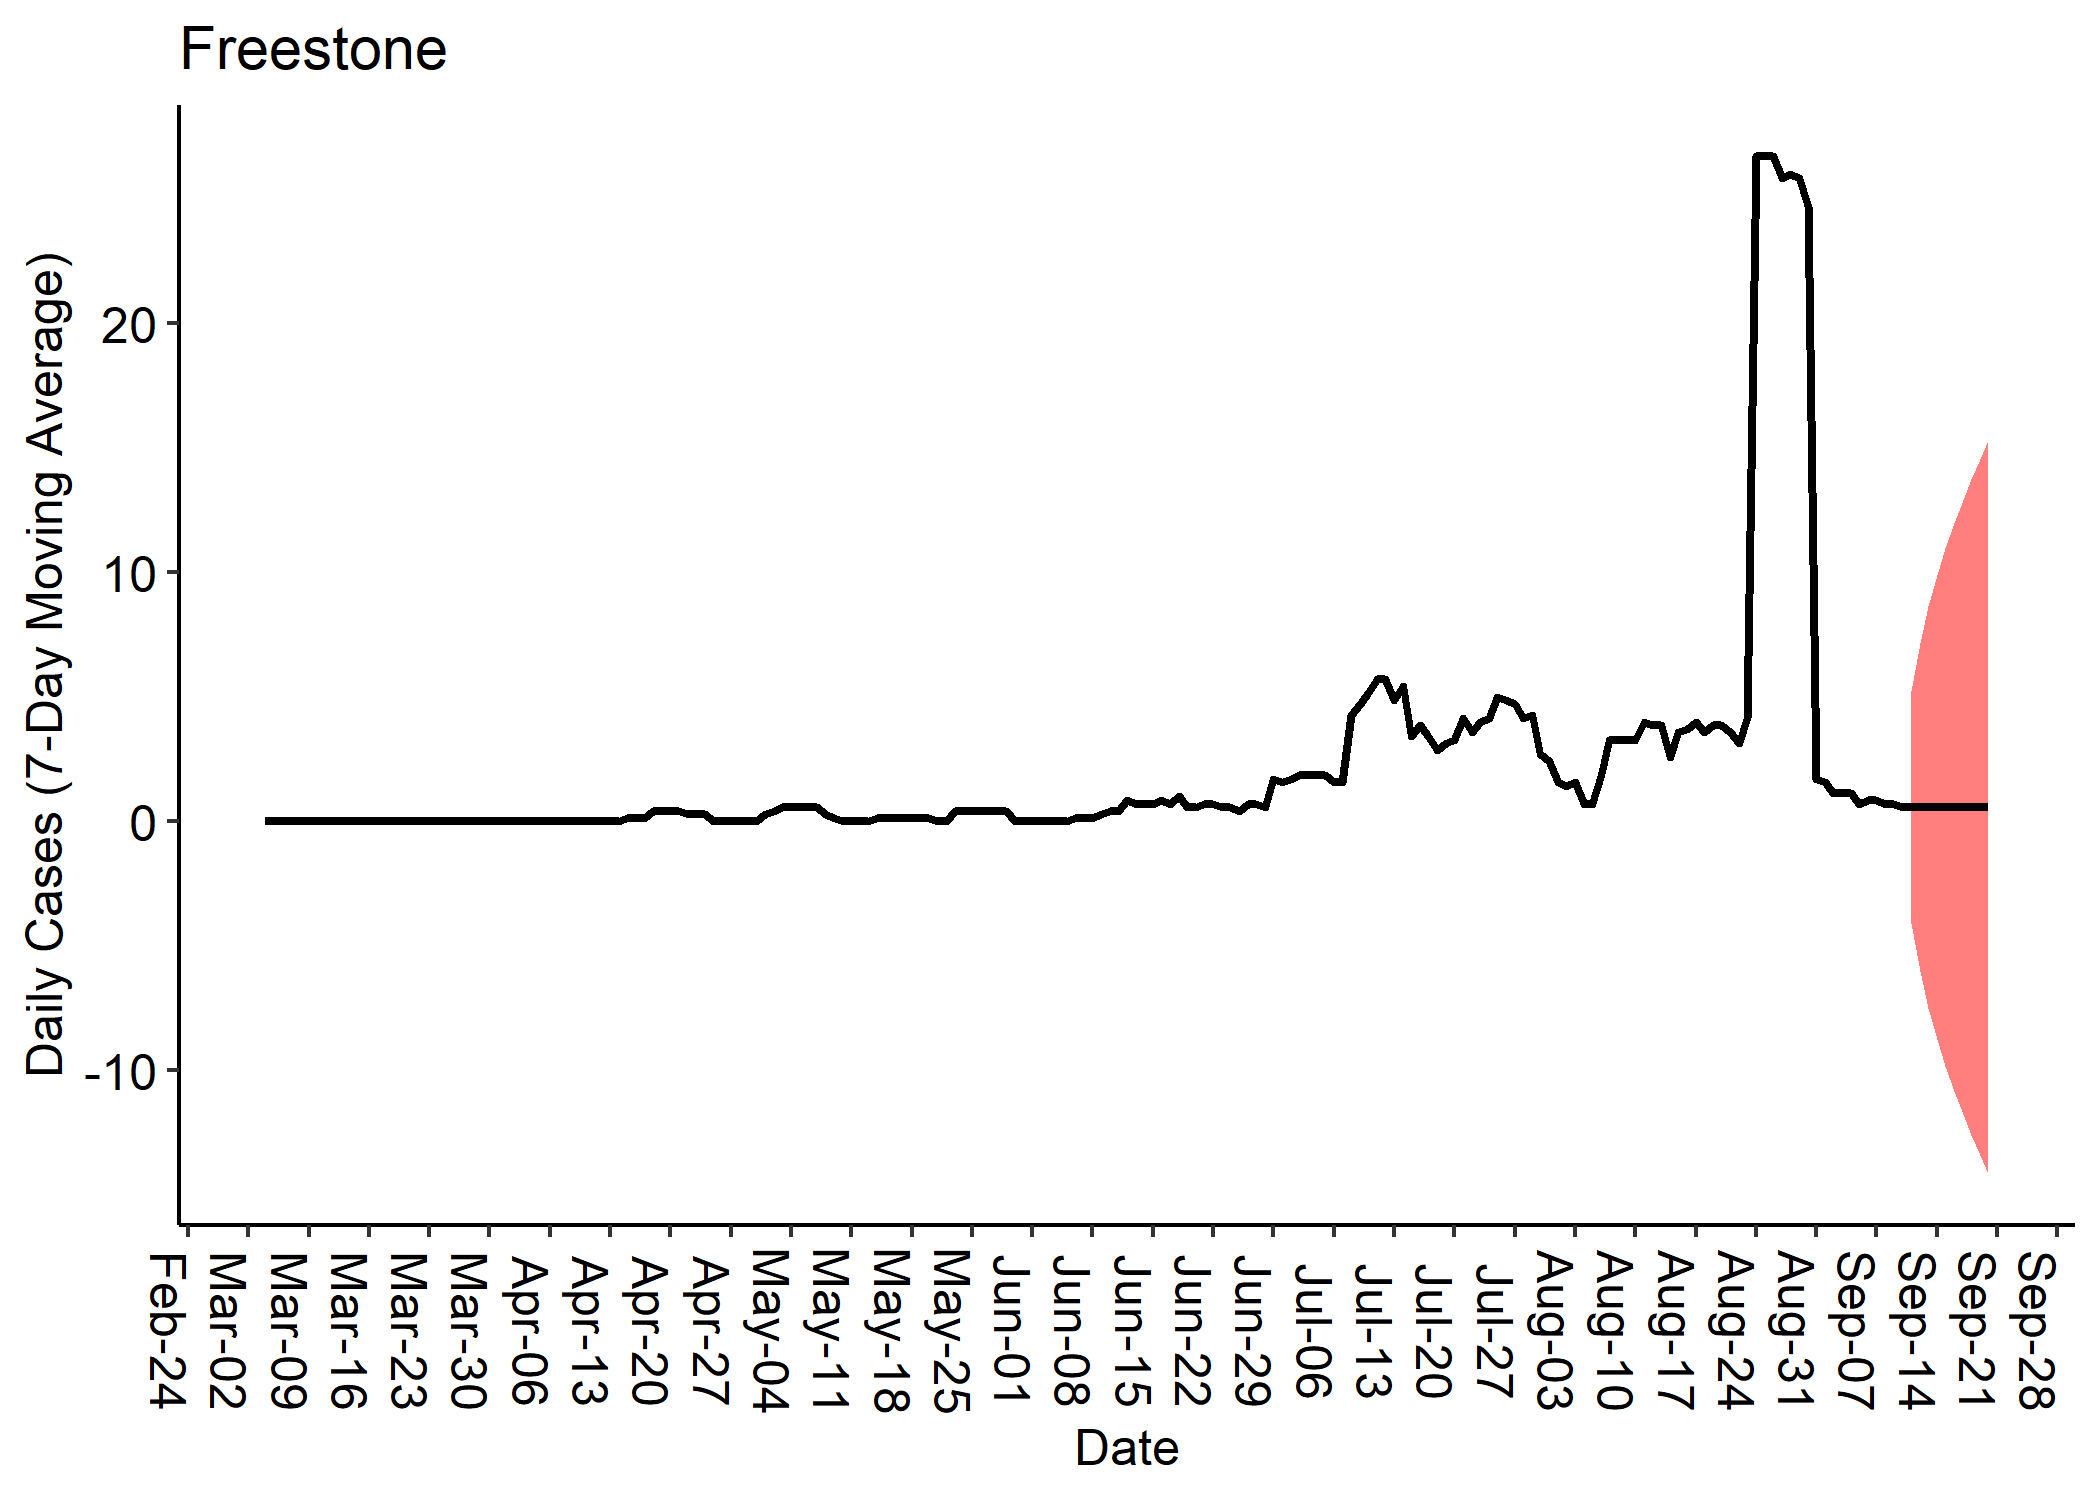 Freestone
Daily Cases (7-Day Moving Average)
20
10
0
-10
Feb-24
Mar-02
Mar-09
Mar-16
Mar-23
Mar-30
Apr-06
Apr-13
Apr-20
Apr-27
May-04
May-11
May-18
May-25
Jun-01
Jun-08
Jun-15
Jun-22
Jun-29
Jul-06
Jul-13
Jul-20
Jul-27
Aug-03
Aug-10
Aug-17
Aug-24
Aug-31
Sep-07
Sep-14
Sep-21
Sep-28
Date